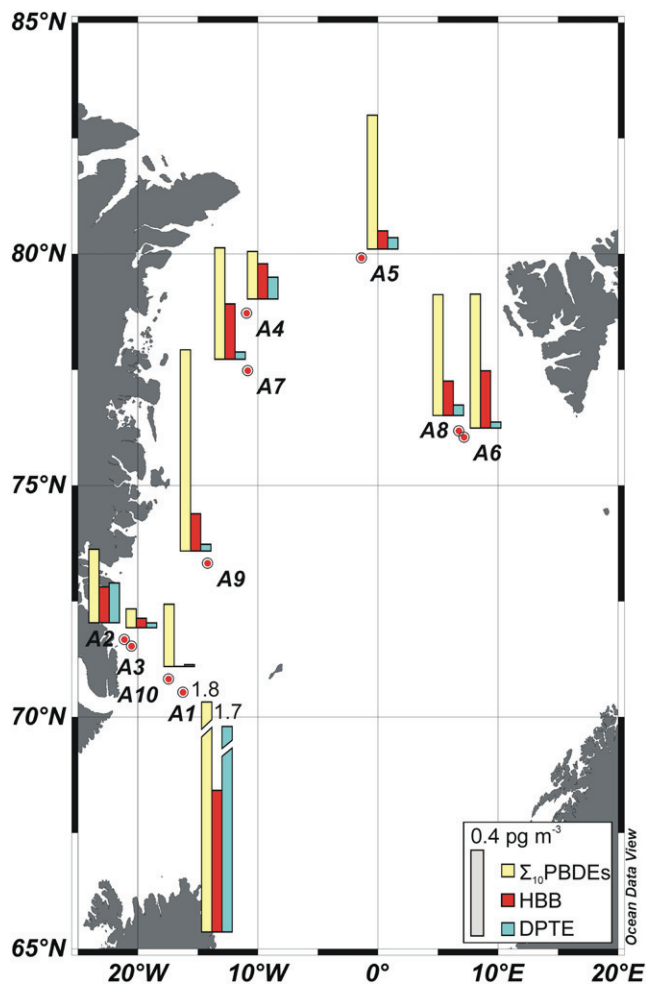 85°N
80°N
A5
A4
A7
A8
A6
75°N
A9
A2
A3
A10
A1
1.8
1.7
70°N
0.4 pg m⁻³
Σ₁₀PBDEs
HBB
DPTE
Ocean Data View
65°N
20°W 10°W 0° 10°E 20°E